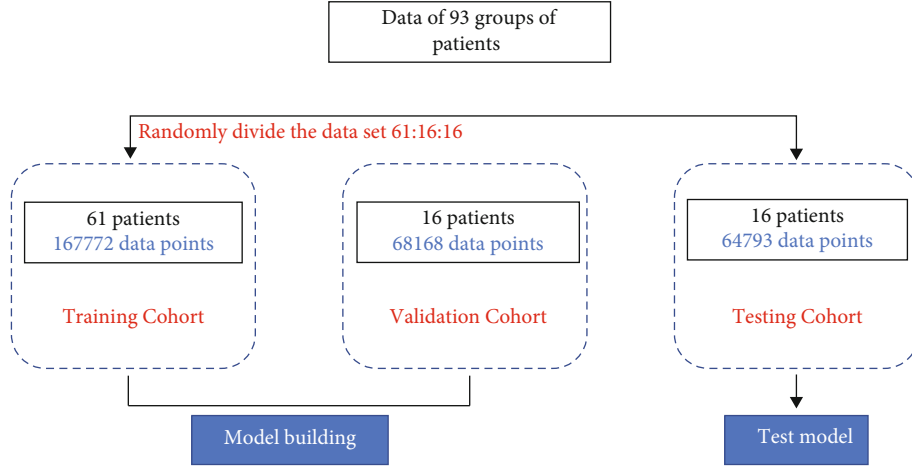 Data of 93 groups of
patients
Randomly divide the data set 61:16:16
61 patients
167772 data points
Training Cohort
16 patients
68168 data points
Validation Cohort
16 patients
64793 data points
Testing Cohort
Model building
Test model